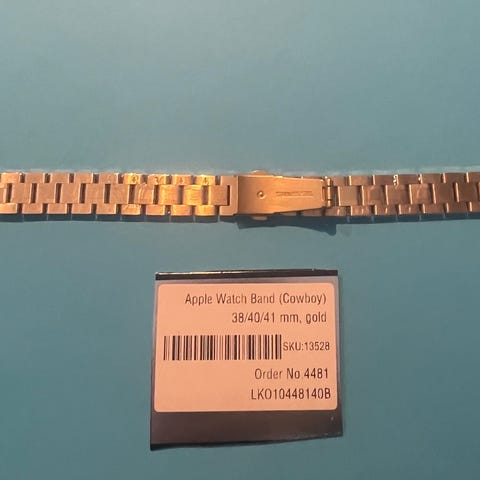 Apple Watch Band (Cowboy)
38/40/41 mm, gold
SKU:13528
Order No.4481
LKO10448140B